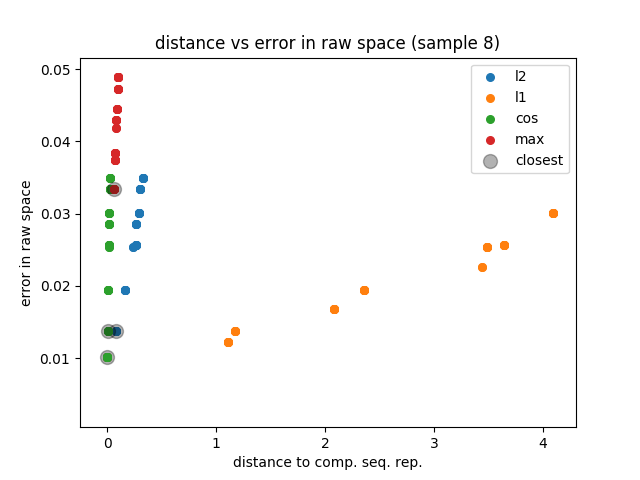 distance vs error in raw space (sample 8)
0.05
0.04
0.03
0.02
0.01
error in raw space
l2
l1
cos
max
closest
0 1 2 3 4
distance to comp. seq. rep.